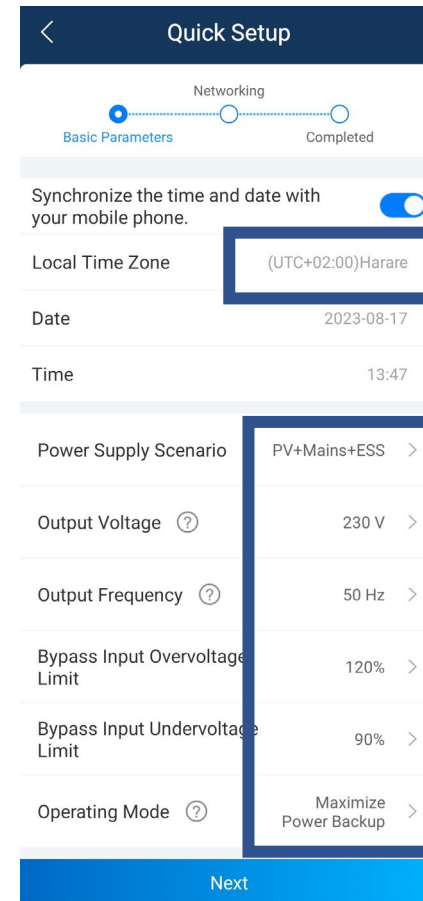 Quick Setup
Networking
Basic Parameters
Completed
Synchronize the time and date with
your mobile phone.
Local Time Zone
(UTC+02:00)Harare
Date
2023-08-17
Time
13:47
Power Supply Scenario
PV+Mains+ESS
Output Voltage ?
230 V
Output Frequency ?
50 Hz
Bypass Input Overvoltage
Limit
120%
Bypass Input Undervoltage
Limit
90%
Operating Mode ?
Maximize
Power Backup
Next